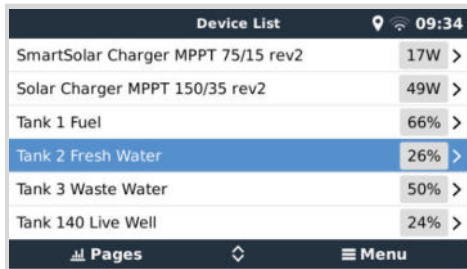 Device List 09:34
SmartSolar Charger MPPT 75/15 rev2 17W
Solar Charger MPPT 150/35 rev2 49W
Tank 1 Fuel 66%
Tank 2 Fresh Water 26%
Tank 3 Waste Water 50%
Tank 140 Live Well 24%
Pages Menu